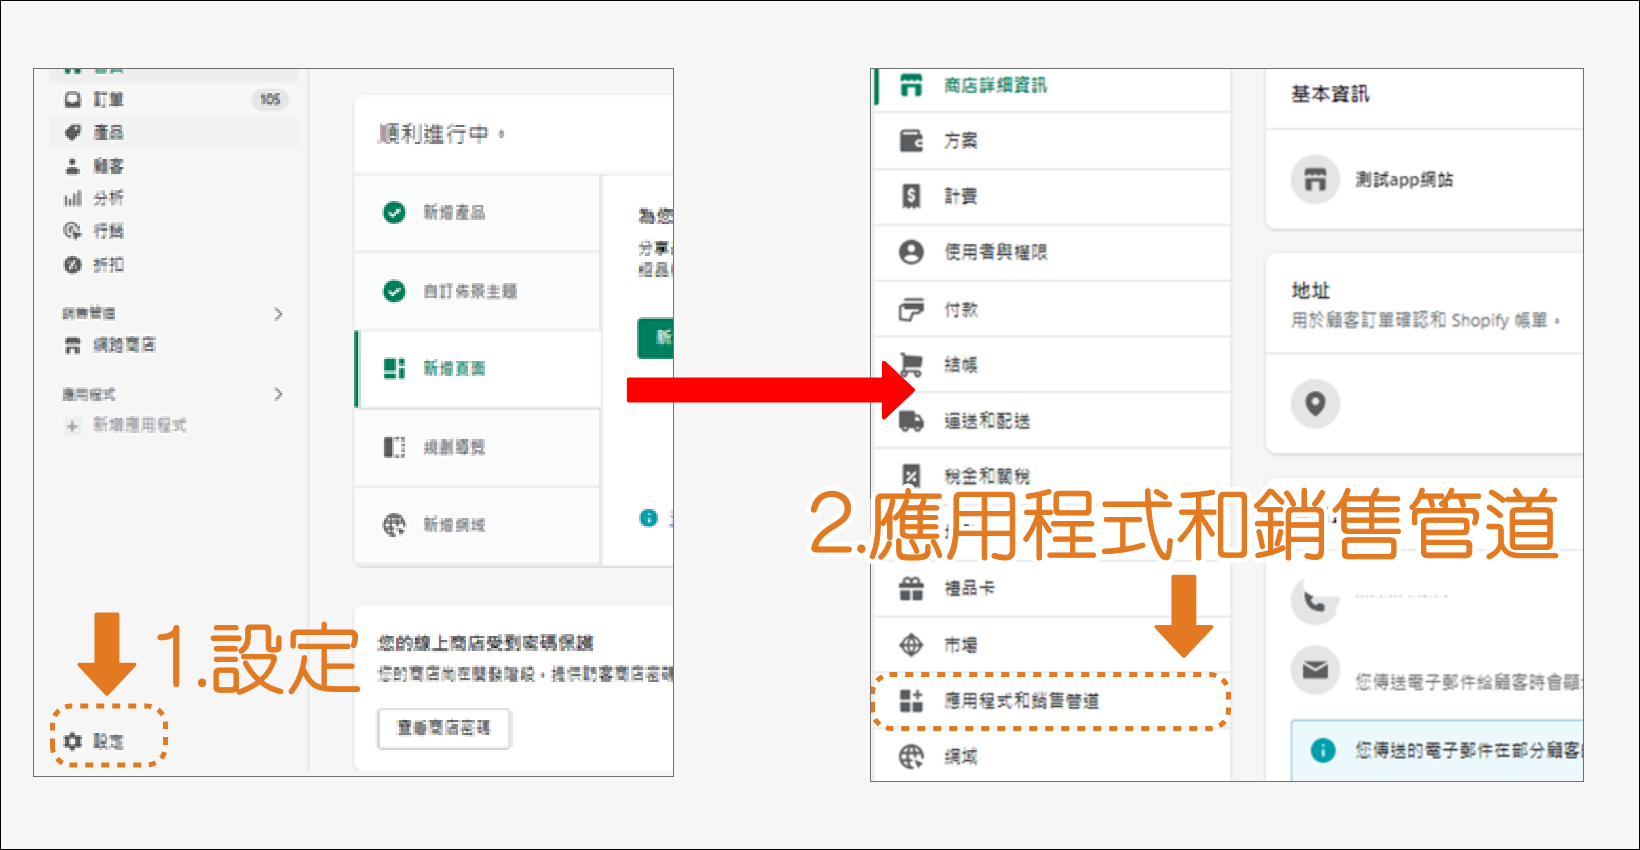 訂單
105
產品
顧客
分析
行銷
折扣
銷售管道
網路商店
應用程式
新增應用程式
設定
1.設定
順利進行中。
新增產品
自訂佈景主題
新增頁面
規劃導覽
新增網域
為您
分享
新
您的線上商店受到密碼保護
您的商店尚在開發階段，提供訪客商店密碼
查看商店密碼
商店詳細資訊
方案
計費
使用者與權限
付款
結帳
運送和配送
稅金和關稅
2.應用程式和銷售管道
禮品卡
市場
應用程式和銷售管道
網域
基本資訊
測試app網站
地址
用於顧客訂單確認和 Shopify 帳單。
您傳送電子郵件給顧客時會顯
您傳送的電子郵件在部分顧客